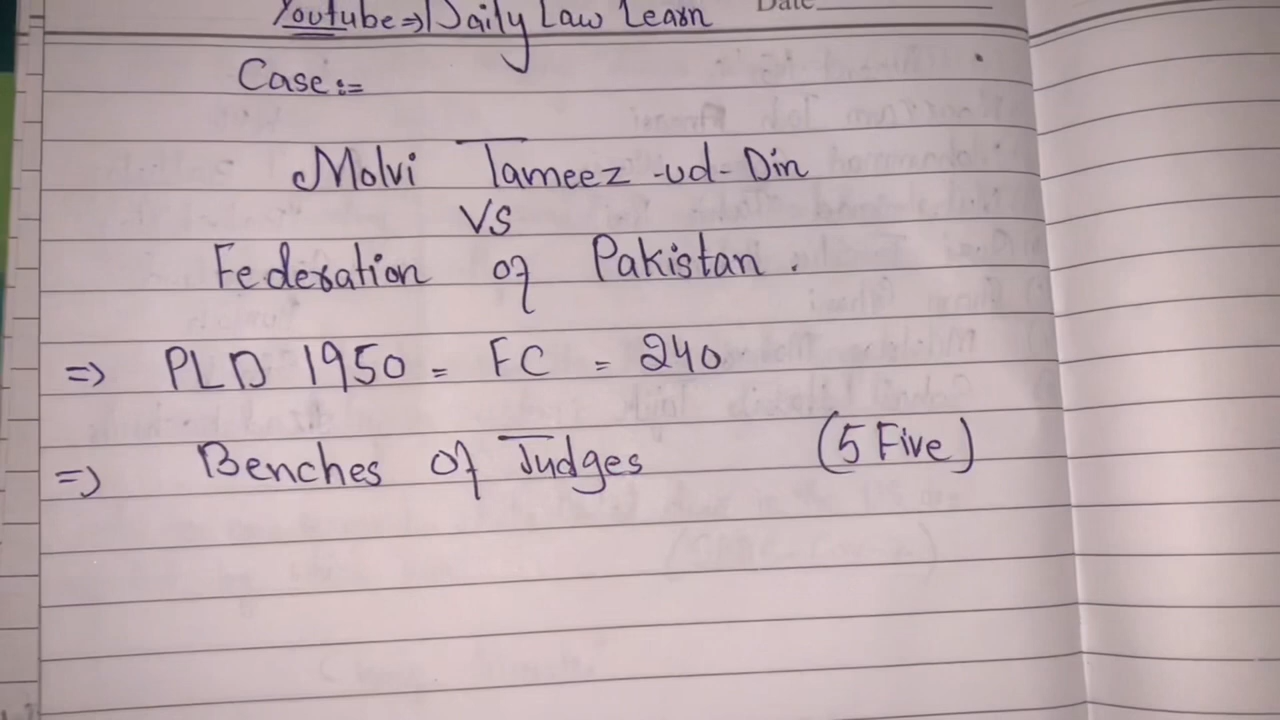 Youtube=> Daily Law Learn Date
Case:=
Molvi Tameez-ud-Din
VS
Federation of Pakistan.
=> PLD 1950 = FC = 240
=> Benches of Judges (5 Five)